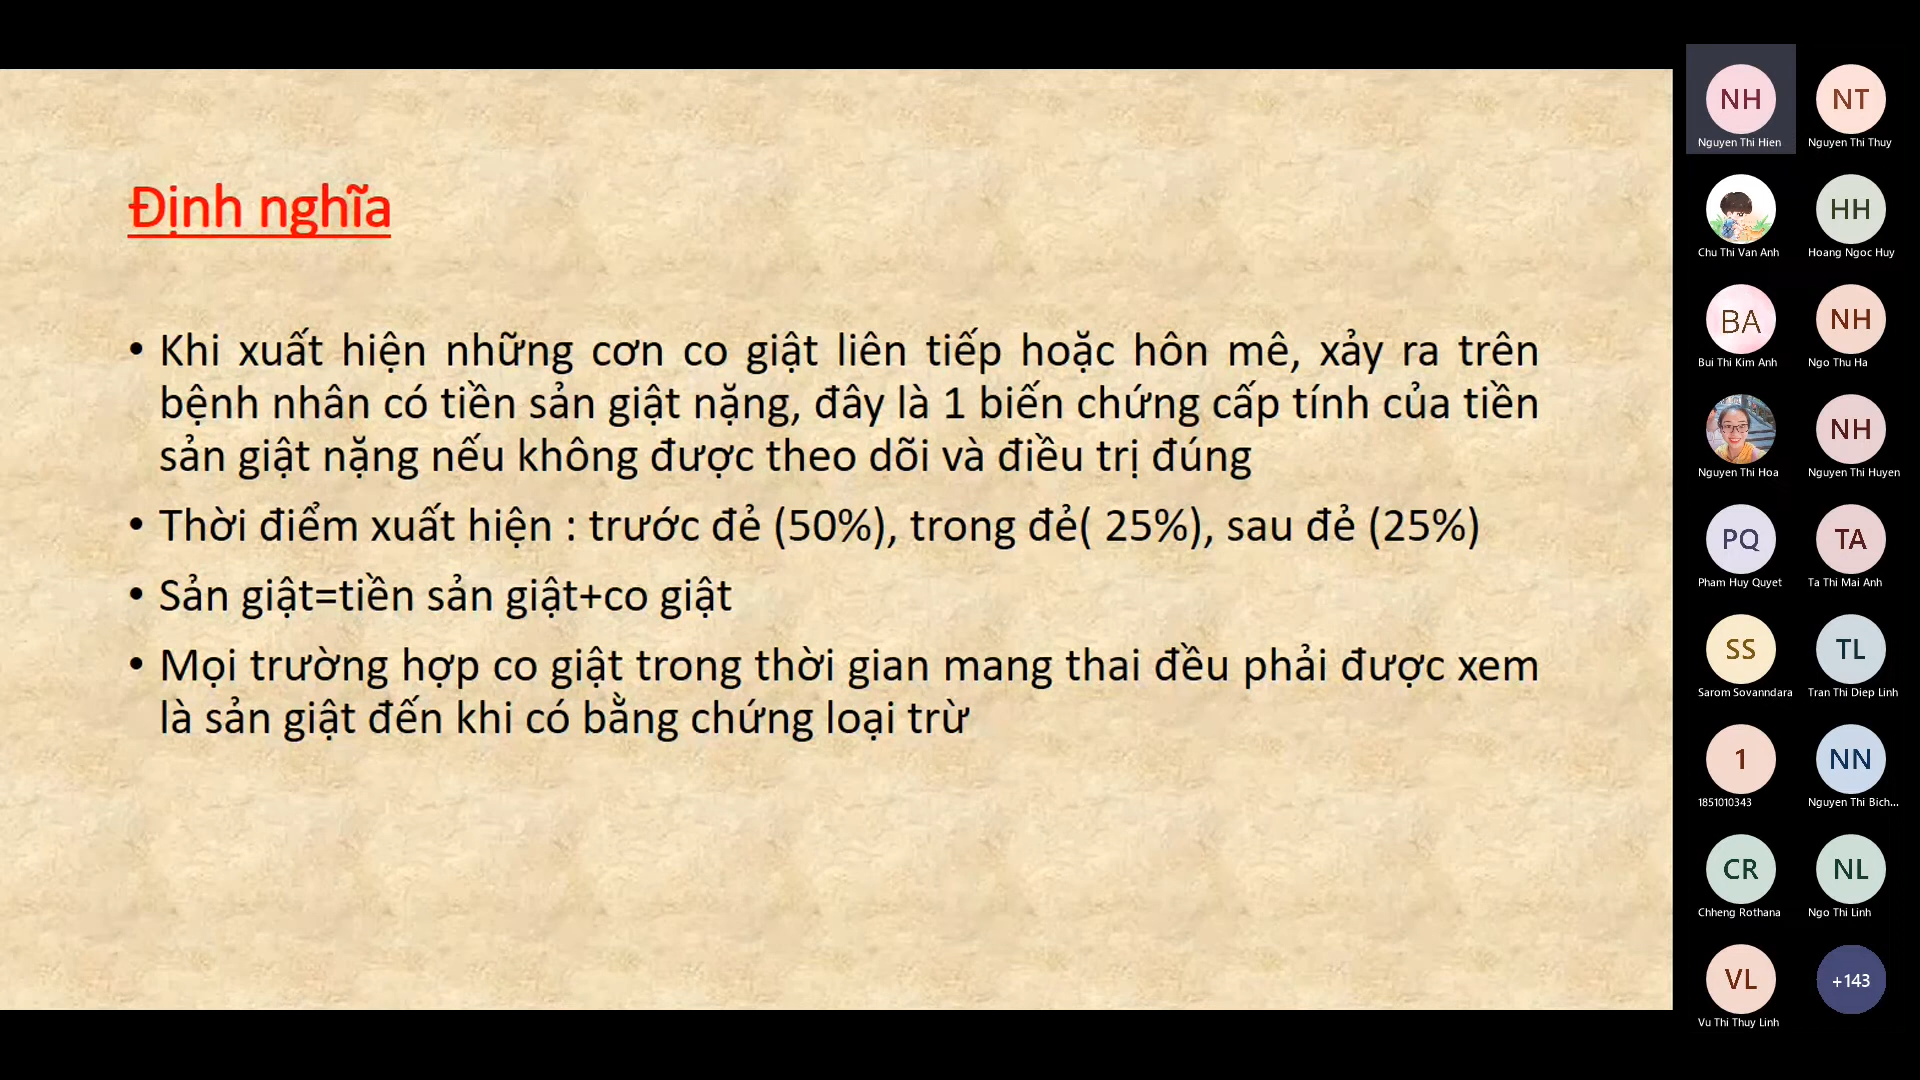 Định nghĩa
• Khi xuất hiện những cơn co giật liên tiếp hoặc hôn mê, xảy ra trên
bệnh nhân có tiền sản giật nặng, đây là 1 biến chứng cấp tính của tiền
sản giật nặng nếu không được theo dõi và điều trị đúng
• Thời điểm xuất hiện : trước đẻ (50%), trong đẻ( 25%), sau đẻ (25%)
• Sản giật=tiền sản giật+co giật
• Mọi trường hợp co giật trong thời gian mang thai đều phải được xem
là sản giật đến khi có bằng chứng loại trừ
NH NT
Nguyen Thi Hien Nguyen Thi Thuy
HH
Chu Thi Van Anh Hoang Ngoc Huy
BA NH
Bui Thi Kim Anh Ngo Thu Ha
NH
Nguyen Thi Hoa Nguyen Thi Huyen
PQ TA
Pham Huy Quyet Ta Thi Mai Anh
SS TL
Sarom Sovanndara Tran Thi Diep Linh
1 NN
1851010343 Nguyen Thi Bich...
CR NL
Chheng Rothana Ngo Thi Linh
VL +143
Vu Thi Thuy Linh